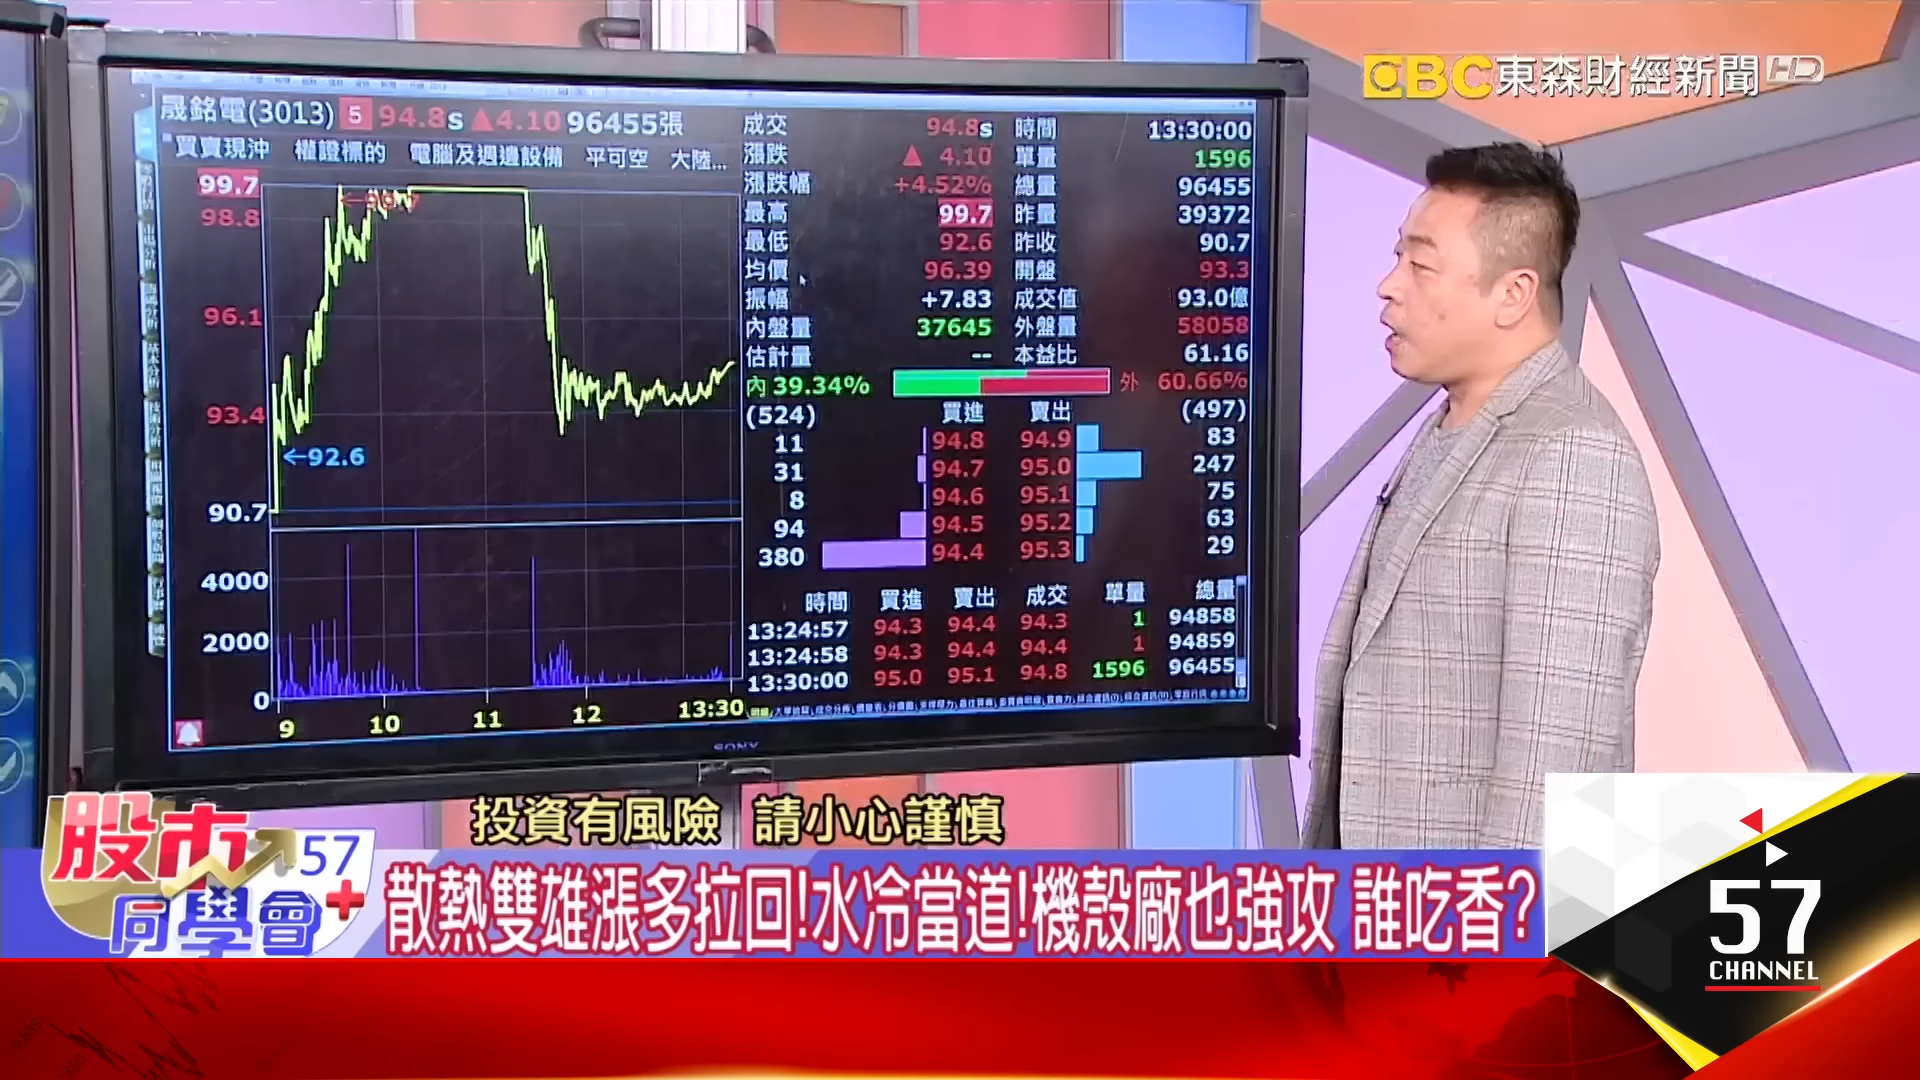 EBC東森財經新聞HD
晟銘電(3013) 5 94.8s ▲4.10 96455張
買賣現沖 權證標的 電腦及週邊設備 平可空 大陸...
99.7
98.8
96.1
93.4
90.7
←99.7
←92.6
4000
2000
0
9 10 11 12 13:30
成交 94.8s 時間 13:30:00
漲跌 ▲ 4.10 單量 1596
漲跌幅 +4.52% 總量 96455
最高 99.7 昨量 39372
最低 92.6 昨收 90.7
均價 96.39 開盤 93.3
振幅 +7.83 成交值 93.0億
內盤量 37645 外盤量 58058
估計量 -- 本益比 61.16
內 39.34% 外 60.66%
(524) 買進 賣出 (497)
11 94.8 94.9 83
31 94.7 95.0 247
8 94.6 95.1 75
94 94.5 95.2 63
380 94.4 95.3 29
時間 買進 賣出 成交 單量 總量
13:24:57 94.3 94.4 94.3 1 94858
13:24:58 94.3 94.4 94.4 1 94859
13:30:00 95.0 95.1 94.8 1596 96455
SONY
投資有風險 請小心謹慎
股市 57
同學會+
散熱雙雄漲多拉回!水冷當道!機殼廠也強攻 誰吃香?
57
CHANNEL